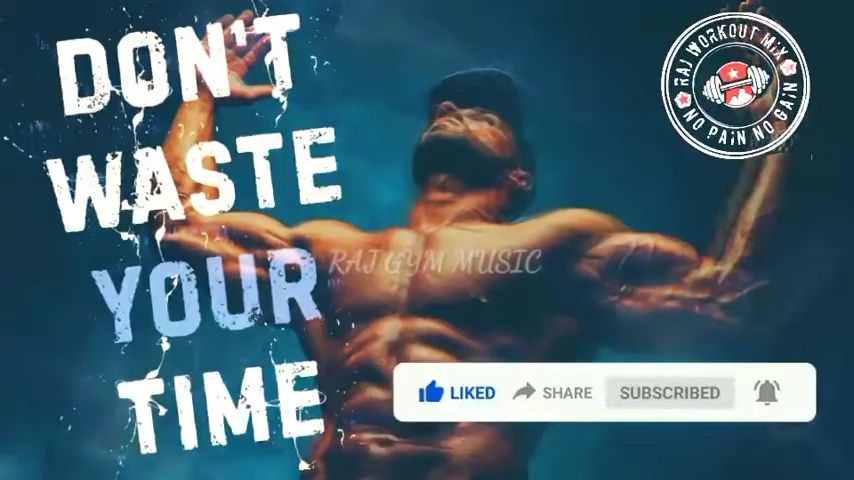 DON'T
WASTE
YOUR
TIME
RAJ WORKOUT MIX
NO PAIN NO GAIN
RAJ GYM MUSIC
LIKED SHARE SUBSCRIBED